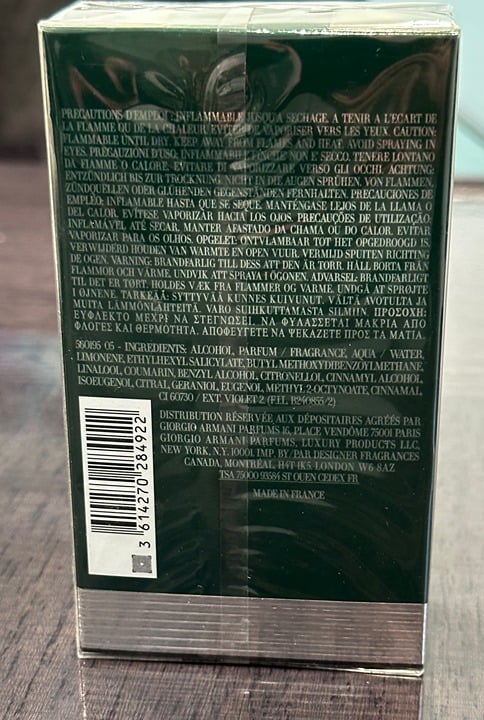 PRECAUTIONS D'EMPLOI: INFLAMMABLE JUSQU'A SECHAGE. A TENIR A L'ECART DE
LA FLAMME OU DE LA CHALEUR. EVITER DE VAPORISER VERS LES YEUX. CAUTION:
FLAMMABLE UNTIL DRY. KEEP AWAY FROM FLAMES AND HEAT. AVOID SPRAYING IN
EYES. PRECAUZIONI D'USO: INFIAMMABILE FINCHÉ NON È SECCO. TENERE LONTANO
DA FIAMME O CALORE. EVITARE DI VAPORIZZARE VERSO GLI OCCHI. ACHTUNG:
ENTZÜNDLICH BIS ZUR TROCKNUNG. NICHT IN DIE AUGEN SPRÜHEN. VON FLAMMEN,
ZÜNDQUELLEN ODER GLÜHENDEN GEGENSTÄNDEN FERNHALTEN. PRECAUCIONES DE
EMPLEO: INFLAMABLE HASTA QUE SE SEQUE. MANTÉNGASE LEJOS DE LA LLAMA O
DEL CALOR. EVÍTESE VAPORIZAR HACIA LOS OJOS. PRECAUÇÕES DE UTILIZAÇÃO:
INFLAMÁVEL ATÉ SECAR. MANTER AFASTADO DA CHAMA OU DO CALOR. EVITAR
VAPORIZAR PARA OS OLHOS. OPGELET: ONTVLAMBAAR TOT HET OPGEDROOGD IS.
VERWIJDERD HOUDEN VAN WARMTE EN OPEN VUUR. VERMIJD SPUITEN RICHTING
DE OGEN. VARNING: BRANDFARLIG TILL DESS ATT DEN ÄR TORR. HÅLL BORTA FRÅN
FLAMMOR OCH VÄRME. UNDVIK ATT SPRAYA I ÖGONEN. ADVARSEL: BRANDFARLIGT
TIL DET ER TØRT. HOLDES VÆK FRA FLAMMER OG VARME. UNDGÅ AT SPRØJTE
I ØJNENE. TÄRKEÄÄ: SYTTYVÄÄ KUNNES KUIVUNUT. VÄLTÄ AVOTULTA JA
MUITA LÄMMÖNLÄHTEITÄ. VARO SUIHKUTTAMASTA SILMIIN. ΠΡΟΣΟΧΗ:
ΕΥΦΛΕΚΤΟ ΜΕΧΡΙ ΝΑ ΣΤΕΓΝΩΣΕΙ. ΝΑ ΦΥΛΑΣΣΕΤΑΙ ΜΑΚΡΙΑ ΑΠΟ
ΦΛΟΓΕΣ ΚΑΙ ΘΕΡΜΟΤΗΤΑ. ΑΠΟΦΕΥΓΕΤΕ ΝΑ ΨΕΚΑΖΕΤΕ ΠΡΟΣ ΤΑ ΜΑΤΙΑ.
580195 05 - INGREDIENTS: ALCOHOL, PARFUM / FRAGRANCE, AQUA / WATER,
LIMONENE, ETHYLHEXYL SALICYLATE, BUTYL METHOXYDIBENZOYLMETHANE,
LINALOOL, COUMARIN, BENZYL ALCOHOL, CITRONELLOL, CINNAMYL ALCOHOL,
ISOEUGENOL, CITRAL, GERANIOL, EUGENOL, METHYL 2-OCTYNOATE, CINNAMAL,
CI 60730 / EXT. VIOLET 2 (F.I.L. B240855/2)
DISTRIBUTION RÉSERVÉE AUX DÉPOSITAIRES AGRÉÉS PAR
GIORGIO ARMANI PARFUMS 16, PLACE VENDÔME 75001 PARIS
GIORGIO ARMANI PARFUMS, LUXURY PRODUCTS LLC,
NEW YORK, N.Y. 10001. IMP. BY/PAR DESIGNER FRAGRANCES
CANADA, MONTRÉAL, H4T 1K5 LONDON W6 8AZ
TSA 75000 93584 ST OUEN CEDEX FR
MADE IN FRANCE
3 614270 284922